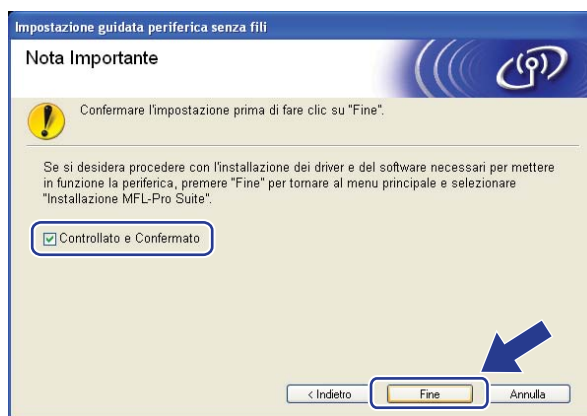 Impostazione guidata periferica senza fili
Nota Importante
Confermare l'impostazione prima di fare clic su "Fine".
Se si desidera procedere con l'installazione dei driver e del software necessari per mettere
in funzione la periferica, premere "Fine" per tornare al menu principale e selezionare
"Installazione MFL-Pro Suite".
Controllato e Confermato
< Indietro
Fine
Annulla